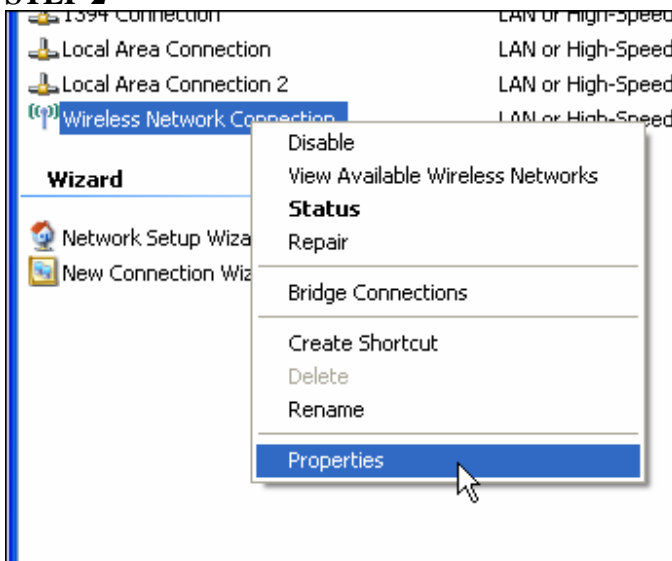 STEP 2
1394 Connection LAN or High-Speed
Local Area Connection LAN or High-Speed
Local Area Connection 2 LAN or High-Speed
Wireless Network Connection LAN or High-Speed
Disable
View Available Wireless Networks
Wizard
Status
Network Setup Wiza
Repair
New Connection Wiz
Bridge Connections
Create Shortcut
Delete
Rename
Properties